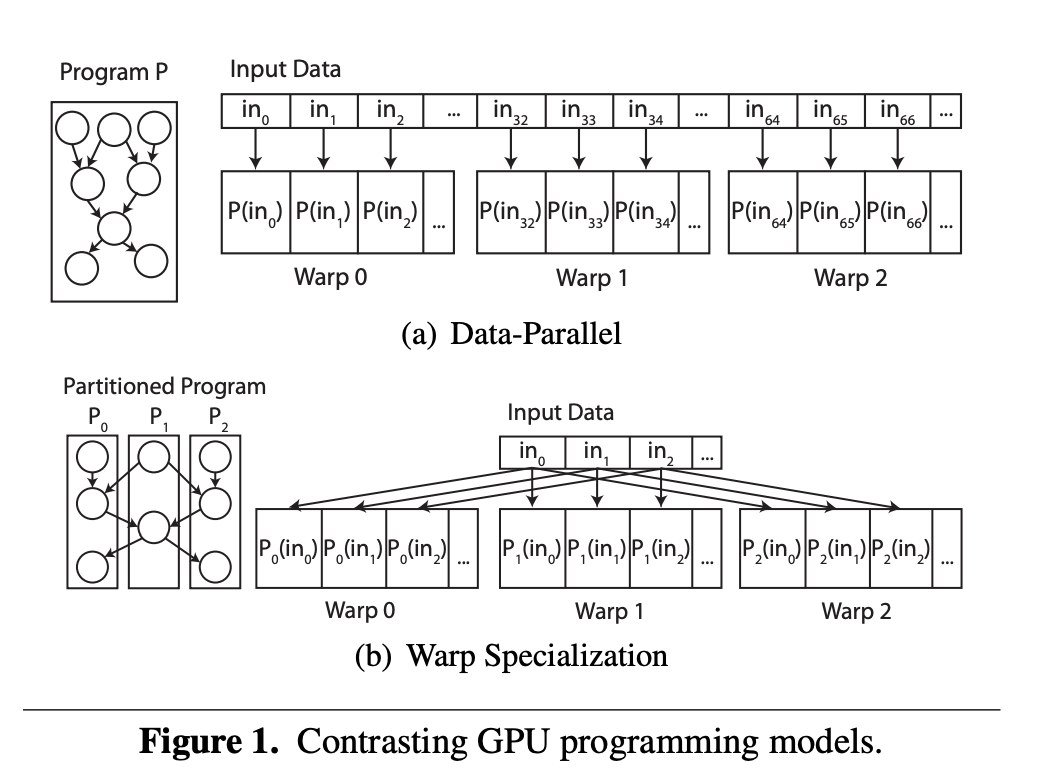 Program P
Input Data
in0 in1 in2 ... in32 in33 in34 ... in64 in65 in66 ...
P(in0) P(in1) P(in2) ... P(in32) P(in33) P(in34) ... P(in64) P(in65) P(in66) ...
Warp 0 Warp 1 Warp 2
(a) Data-Parallel
Partitioned Program
P0 P1 P2
Input Data
in0 in1 in2 ...
P0(in0) P0(in1) P0(in2) ... P1(in0) P1(in1) P1(in2) ... P2(in0) P2(in1) P2(in2) ...
Warp 0 Warp 1 Warp 2
(b) Warp Specialization
Figure 1. Contrasting GPU programming models.